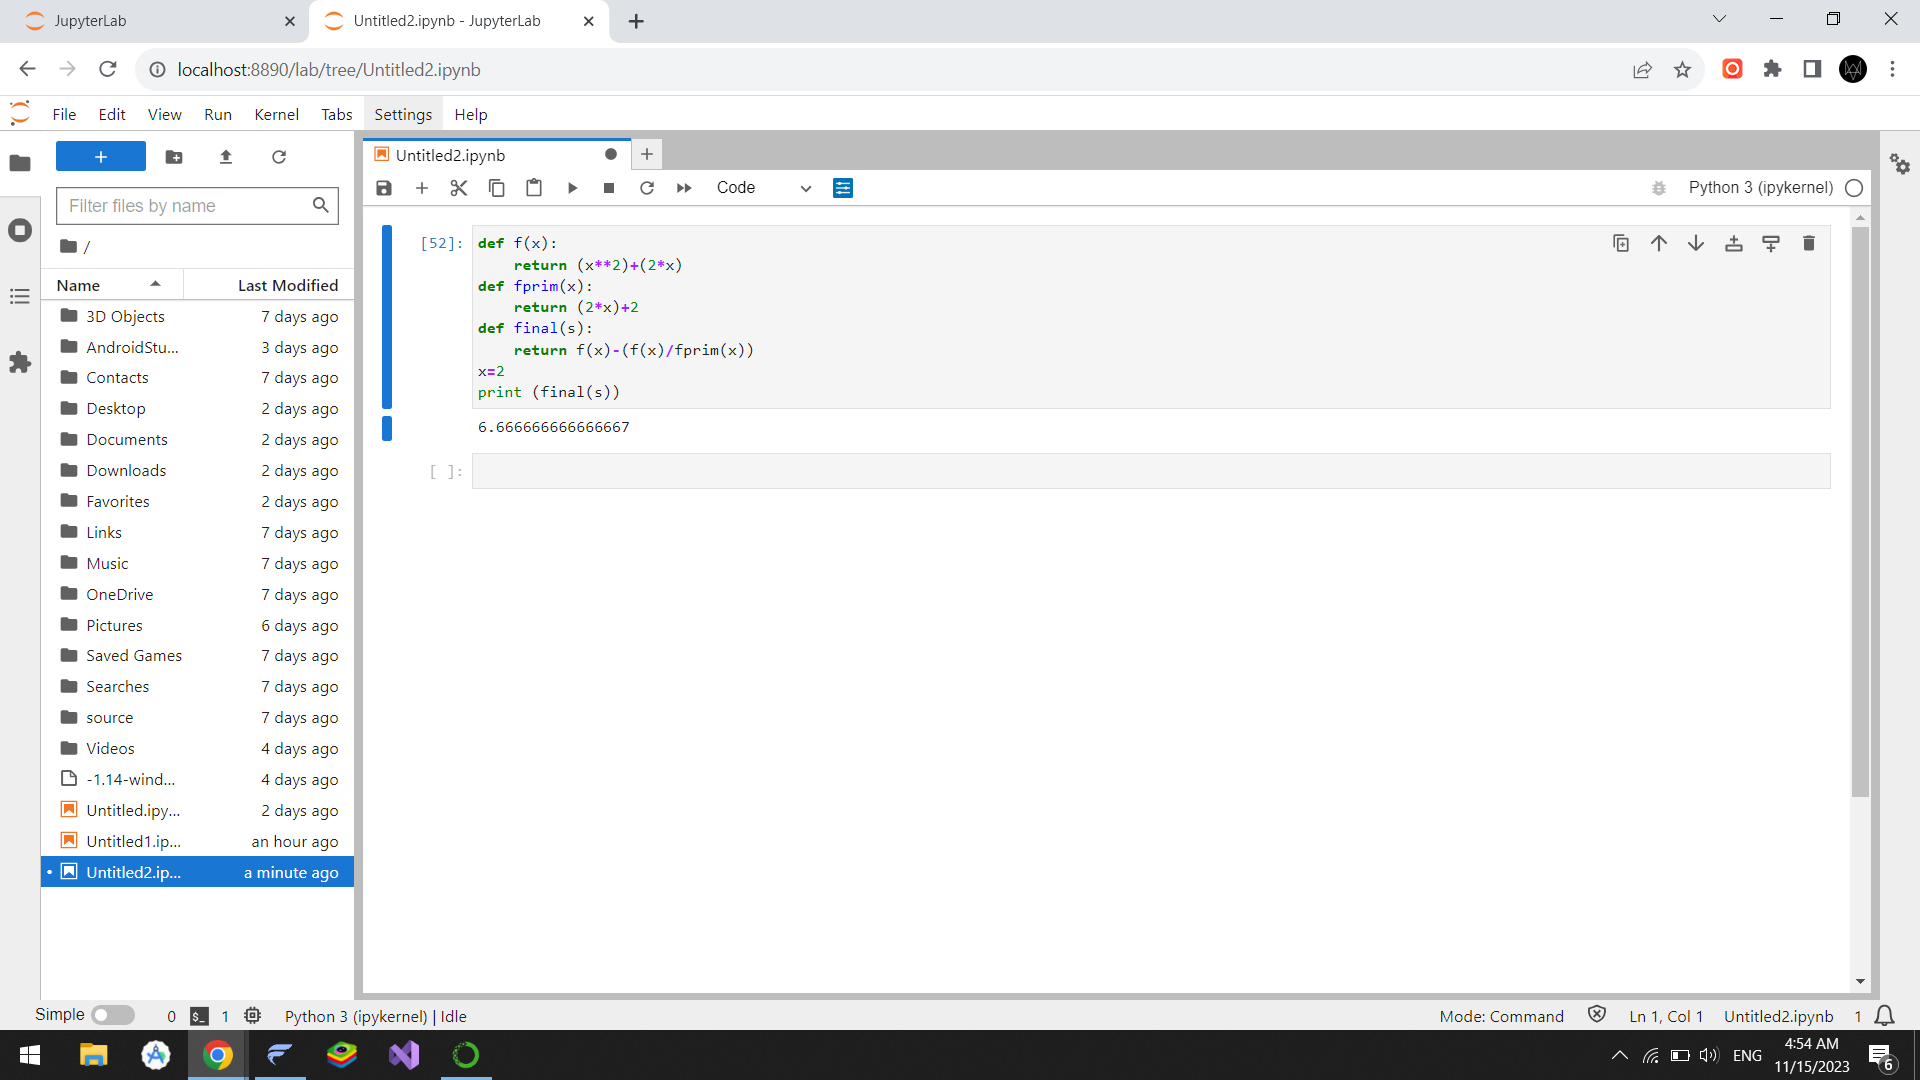 JupyterLab
Untitled2.ipynb - JupyterLab
localhost:8890/lab/tree/Untitled2.ipynb
File Edit View Run Kernel Tabs Settings Help
Filter files by name
/
Name Last Modified
3D Objects 7 days ago
AndroidStu... 3 days ago
Contacts 7 days ago
Desktop 2 days ago
Documents 2 days ago
Downloads 2 days ago
Favorites 2 days ago
Links 7 days ago
Music 7 days ago
OneDrive 7 days ago
Pictures 6 days ago
Saved Games 7 days ago
Searches 7 days ago
source 7 days ago
Videos 4 days ago
-1.14-wind... 4 days ago
Untitled.ipy... 2 days ago
Untitled1.ip... an hour ago
Untitled2.ip... a minute ago
Untitled2.ipynb
Code
Python 3 (ipykernel)
[52]:
def f(x):
    return (x**2)+(2*x)
def fprim(x):
    return (2*x)+2
def final(s):
    return f(x)-(f(x)/fprim(x))
x=2
print (final(s))
6.666666666666667
[ ]:
Simple 0 $_ 1 Python 3 (ipykernel) | Idle
Mode: Command Ln 1, Col 1 Untitled2.ipynb 1
ENG
4:54 AM
11/15/2023
6